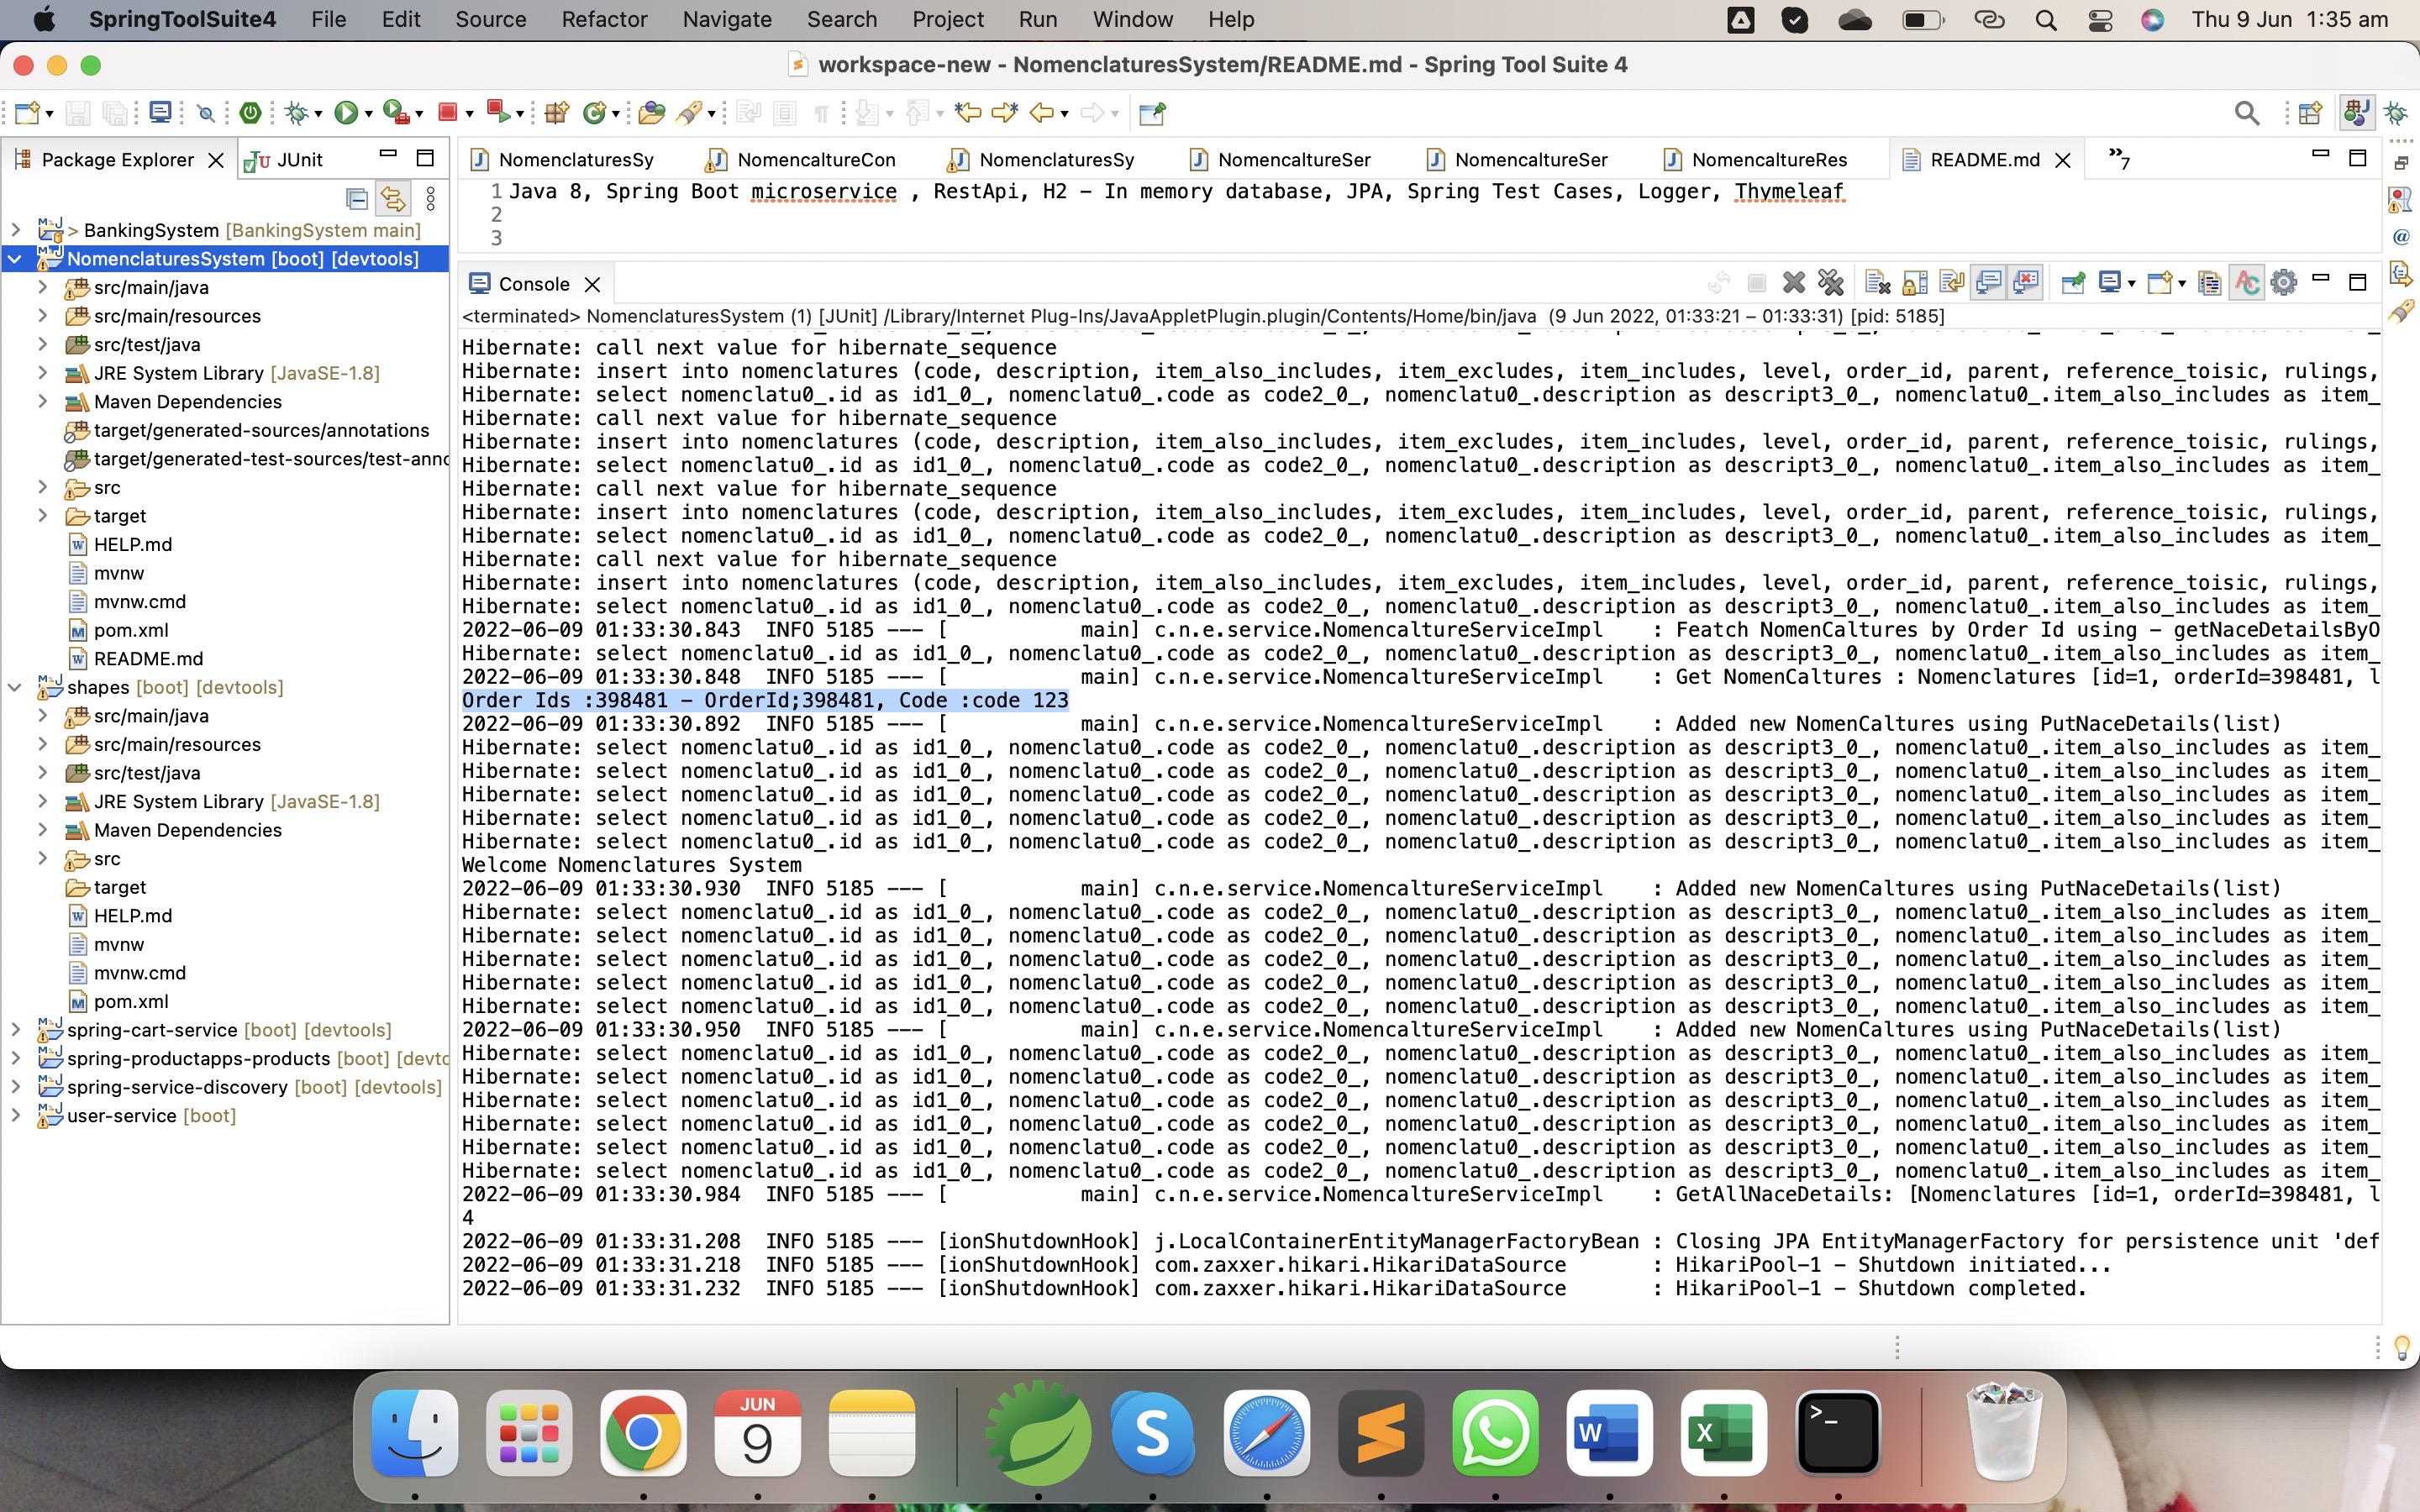 SpringToolSuite4 File Edit Source Refactor Navigate Search Project Run Window Help Thu 9 Jun 1:35 am
workspace-new - NomenclaturesSystem/README.md - Spring Tool Suite 4
Package Explorer JUnit
> BankingSystem [BankingSystem main]
NomenclaturesSystem [boot] [devtools]
src/main/java
src/main/resources
src/test/java
JRE System Library [JavaSE-1.8]
Maven Dependencies
target/generated-sources/annotations
target/generated-test-sources/test-anno
src
target
HELP.md
mvnw
mvnw.cmd
pom.xml
README.md
shapes [boot] [devtools]
src/main/java
src/main/resources
src/test/java
JRE System Library [JavaSE-1.8]
Maven Dependencies
src
target
HELP.md
mvnw
mvnw.cmd
pom.xml
spring-cart-service [boot] [devtools]
spring-productapps-products [boot] [devto
spring-service-discovery [boot] [devtools]
user-service [boot]
NomenclaturesSy NomencaltureCon NomenclaturesSy NomencaltureSer NomencaltureSer NomencaltureRes README.md »7
1 Java 8, Spring Boot microservice , RestApi, H2 - In memory database, JPA, Spring Test Cases, Logger, Thymeleaf
2
3
Console
<terminated> NomenclaturesSystem (1) [JUnit] /Library/Internet Plug-Ins/JavaAppletPlugin.plugin/Contents/Home/bin/java (9 Jun 2022, 01:33:21 – 01:33:31) [pid: 5185]
Hibernate: call next value for hibernate_sequence
Hibernate: insert into nomenclatures (code, description, item_also_includes, item_excludes, item_includes, level, order_id, parent, reference_toisic, rulings,
Hibernate: select nomenclatu0_.id as id1_0_, nomenclatu0_.code as code2_0_, nomenclatu0_.description as descript3_0_, nomenclatu0_.item_also_includes as item_
Hibernate: call next value for hibernate_sequence
Hibernate: insert into nomenclatures (code, description, item_also_includes, item_excludes, item_includes, level, order_id, parent, reference_toisic, rulings,
Hibernate: select nomenclatu0_.id as id1_0_, nomenclatu0_.code as code2_0_, nomenclatu0_.description as descript3_0_, nomenclatu0_.item_also_includes as item_
Hibernate: call next value for hibernate_sequence
Hibernate: insert into nomenclatures (code, description, item_also_includes, item_excludes, item_includes, level, order_id, parent, reference_toisic, rulings,
Hibernate: select nomenclatu0_.id as id1_0_, nomenclatu0_.code as code2_0_, nomenclatu0_.description as descript3_0_, nomenclatu0_.item_also_includes as item_
Hibernate: call next value for hibernate_sequence
Hibernate: insert into nomenclatures (code, description, item_also_includes, item_excludes, item_includes, level, order_id, parent, reference_toisic, rulings,
Hibernate: select nomenclatu0_.id as id1_0_, nomenclatu0_.code as code2_0_, nomenclatu0_.description as descript3_0_, nomenclatu0_.item_also_includes as item_
2022-06-09 01:33:30.843 INFO 5185 --- [ main] c.n.e.service.NomencaltureServiceImpl : Featch NomenCaltures by Order Id using - getNaceDetailsByO
Hibernate: select nomenclatu0_.id as id1_0_, nomenclatu0_.code as code2_0_, nomenclatu0_.description as descript3_0_, nomenclatu0_.item_also_includes as item_
2022-06-09 01:33:30.848 INFO 5185 --- [ main] c.n.e.service.NomencaltureServiceImpl : Get NomenCaltures : Nomenclatures [id=1, orderId=398481, l
Order Ids :398481 - OrderId;398481, Code :code 123
2022-06-09 01:33:30.892 INFO 5185 --- [ main] c.n.e.service.NomencaltureServiceImpl : Added new NomenCaltures using PutNaceDetails(list)
Hibernate: select nomenclatu0_.id as id1_0_, nomenclatu0_.code as code2_0_, nomenclatu0_.description as descript3_0_, nomenclatu0_.item_also_includes as item_
Hibernate: select nomenclatu0_.id as id1_0_, nomenclatu0_.code as code2_0_, nomenclatu0_.description as descript3_0_, nomenclatu0_.item_also_includes as item_
Hibernate: select nomenclatu0_.id as id1_0_, nomenclatu0_.code as code2_0_, nomenclatu0_.description as descript3_0_, nomenclatu0_.item_also_includes as item_
Hibernate: select nomenclatu0_.id as id1_0_, nomenclatu0_.code as code2_0_, nomenclatu0_.description as descript3_0_, nomenclatu0_.item_also_includes as item_
Hibernate: select nomenclatu0_.id as id1_0_, nomenclatu0_.code as code2_0_, nomenclatu0_.description as descript3_0_, nomenclatu0_.item_also_includes as item_
Welcome Nomenclatures System
2022-06-09 01:33:30.930 INFO 5185 --- [ main] c.n.e.service.NomencaltureServiceImpl : Added new NomenCaltures using PutNaceDetails(list)
Hibernate: select nomenclatu0_.id as id1_0_, nomenclatu0_.code as code2_0_, nomenclatu0_.description as descript3_0_, nomenclatu0_.item_also_includes as item_
Hibernate: select nomenclatu0_.id as id1_0_, nomenclatu0_.code as code2_0_, nomenclatu0_.description as descript3_0_, nomenclatu0_.item_also_includes as item_
Hibernate: select nomenclatu0_.id as id1_0_, nomenclatu0_.code as code2_0_, nomenclatu0_.description as descript3_0_, nomenclatu0_.item_also_includes as item_
Hibernate: select nomenclatu0_.id as id1_0_, nomenclatu0_.code as code2_0_, nomenclatu0_.description as descript3_0_, nomenclatu0_.item_also_includes as item_
Hibernate: select nomenclatu0_.id as id1_0_, nomenclatu0_.code as code2_0_, nomenclatu0_.description as descript3_0_, nomenclatu0_.item_also_includes as item_
2022-06-09 01:33:30.950 INFO 5185 --- [ main] c.n.e.service.NomencaltureServiceImpl : Added new NomenCaltures using PutNaceDetails(list)
Hibernate: select nomenclatu0_.id as id1_0_, nomenclatu0_.code as code2_0_, nomenclatu0_.description as descript3_0_, nomenclatu0_.item_also_includes as item_
Hibernate: select nomenclatu0_.id as id1_0_, nomenclatu0_.code as code2_0_, nomenclatu0_.description as descript3_0_, nomenclatu0_.item_also_includes as item_
Hibernate: select nomenclatu0_.id as id1_0_, nomenclatu0_.code as code2_0_, nomenclatu0_.description as descript3_0_, nomenclatu0_.item_also_includes as item_
Hibernate: select nomenclatu0_.id as id1_0_, nomenclatu0_.code as code2_0_, nomenclatu0_.description as descript3_0_, nomenclatu0_.item_also_includes as item_
Hibernate: select nomenclatu0_.id as id1_0_, nomenclatu0_.code as code2_0_, nomenclatu0_.description as descript3_0_, nomenclatu0_.item_also_includes as item_
Hibernate: select nomenclatu0_.id as id1_0_, nomenclatu0_.code as code2_0_, nomenclatu0_.description as descript3_0_, nomenclatu0_.item_also_includes as item_
2022-06-09 01:33:30.984 INFO 5185 --- [ main] c.n.e.service.NomencaltureServiceImpl : GetAllNaceDetails: [Nomenclatures [id=1, orderId=398481, l
4
2022-06-09 01:33:31.208 INFO 5185 --- [ionShutdownHook] j.LocalContainerEntityManagerFactoryBean : Closing JPA EntityManagerFactory for persistence unit 'def
2022-06-09 01:33:31.218 INFO 5185 --- [ionShutdownHook] com.zaxxer.hikari.HikariDataSource : HikariPool-1 - Shutdown initiated...
2022-06-09 01:33:31.232 INFO 5185 --- [ionShutdownHook] com.zaxxer.hikari.HikariDataSource : HikariPool-1 - Shutdown completed.
JUN
9